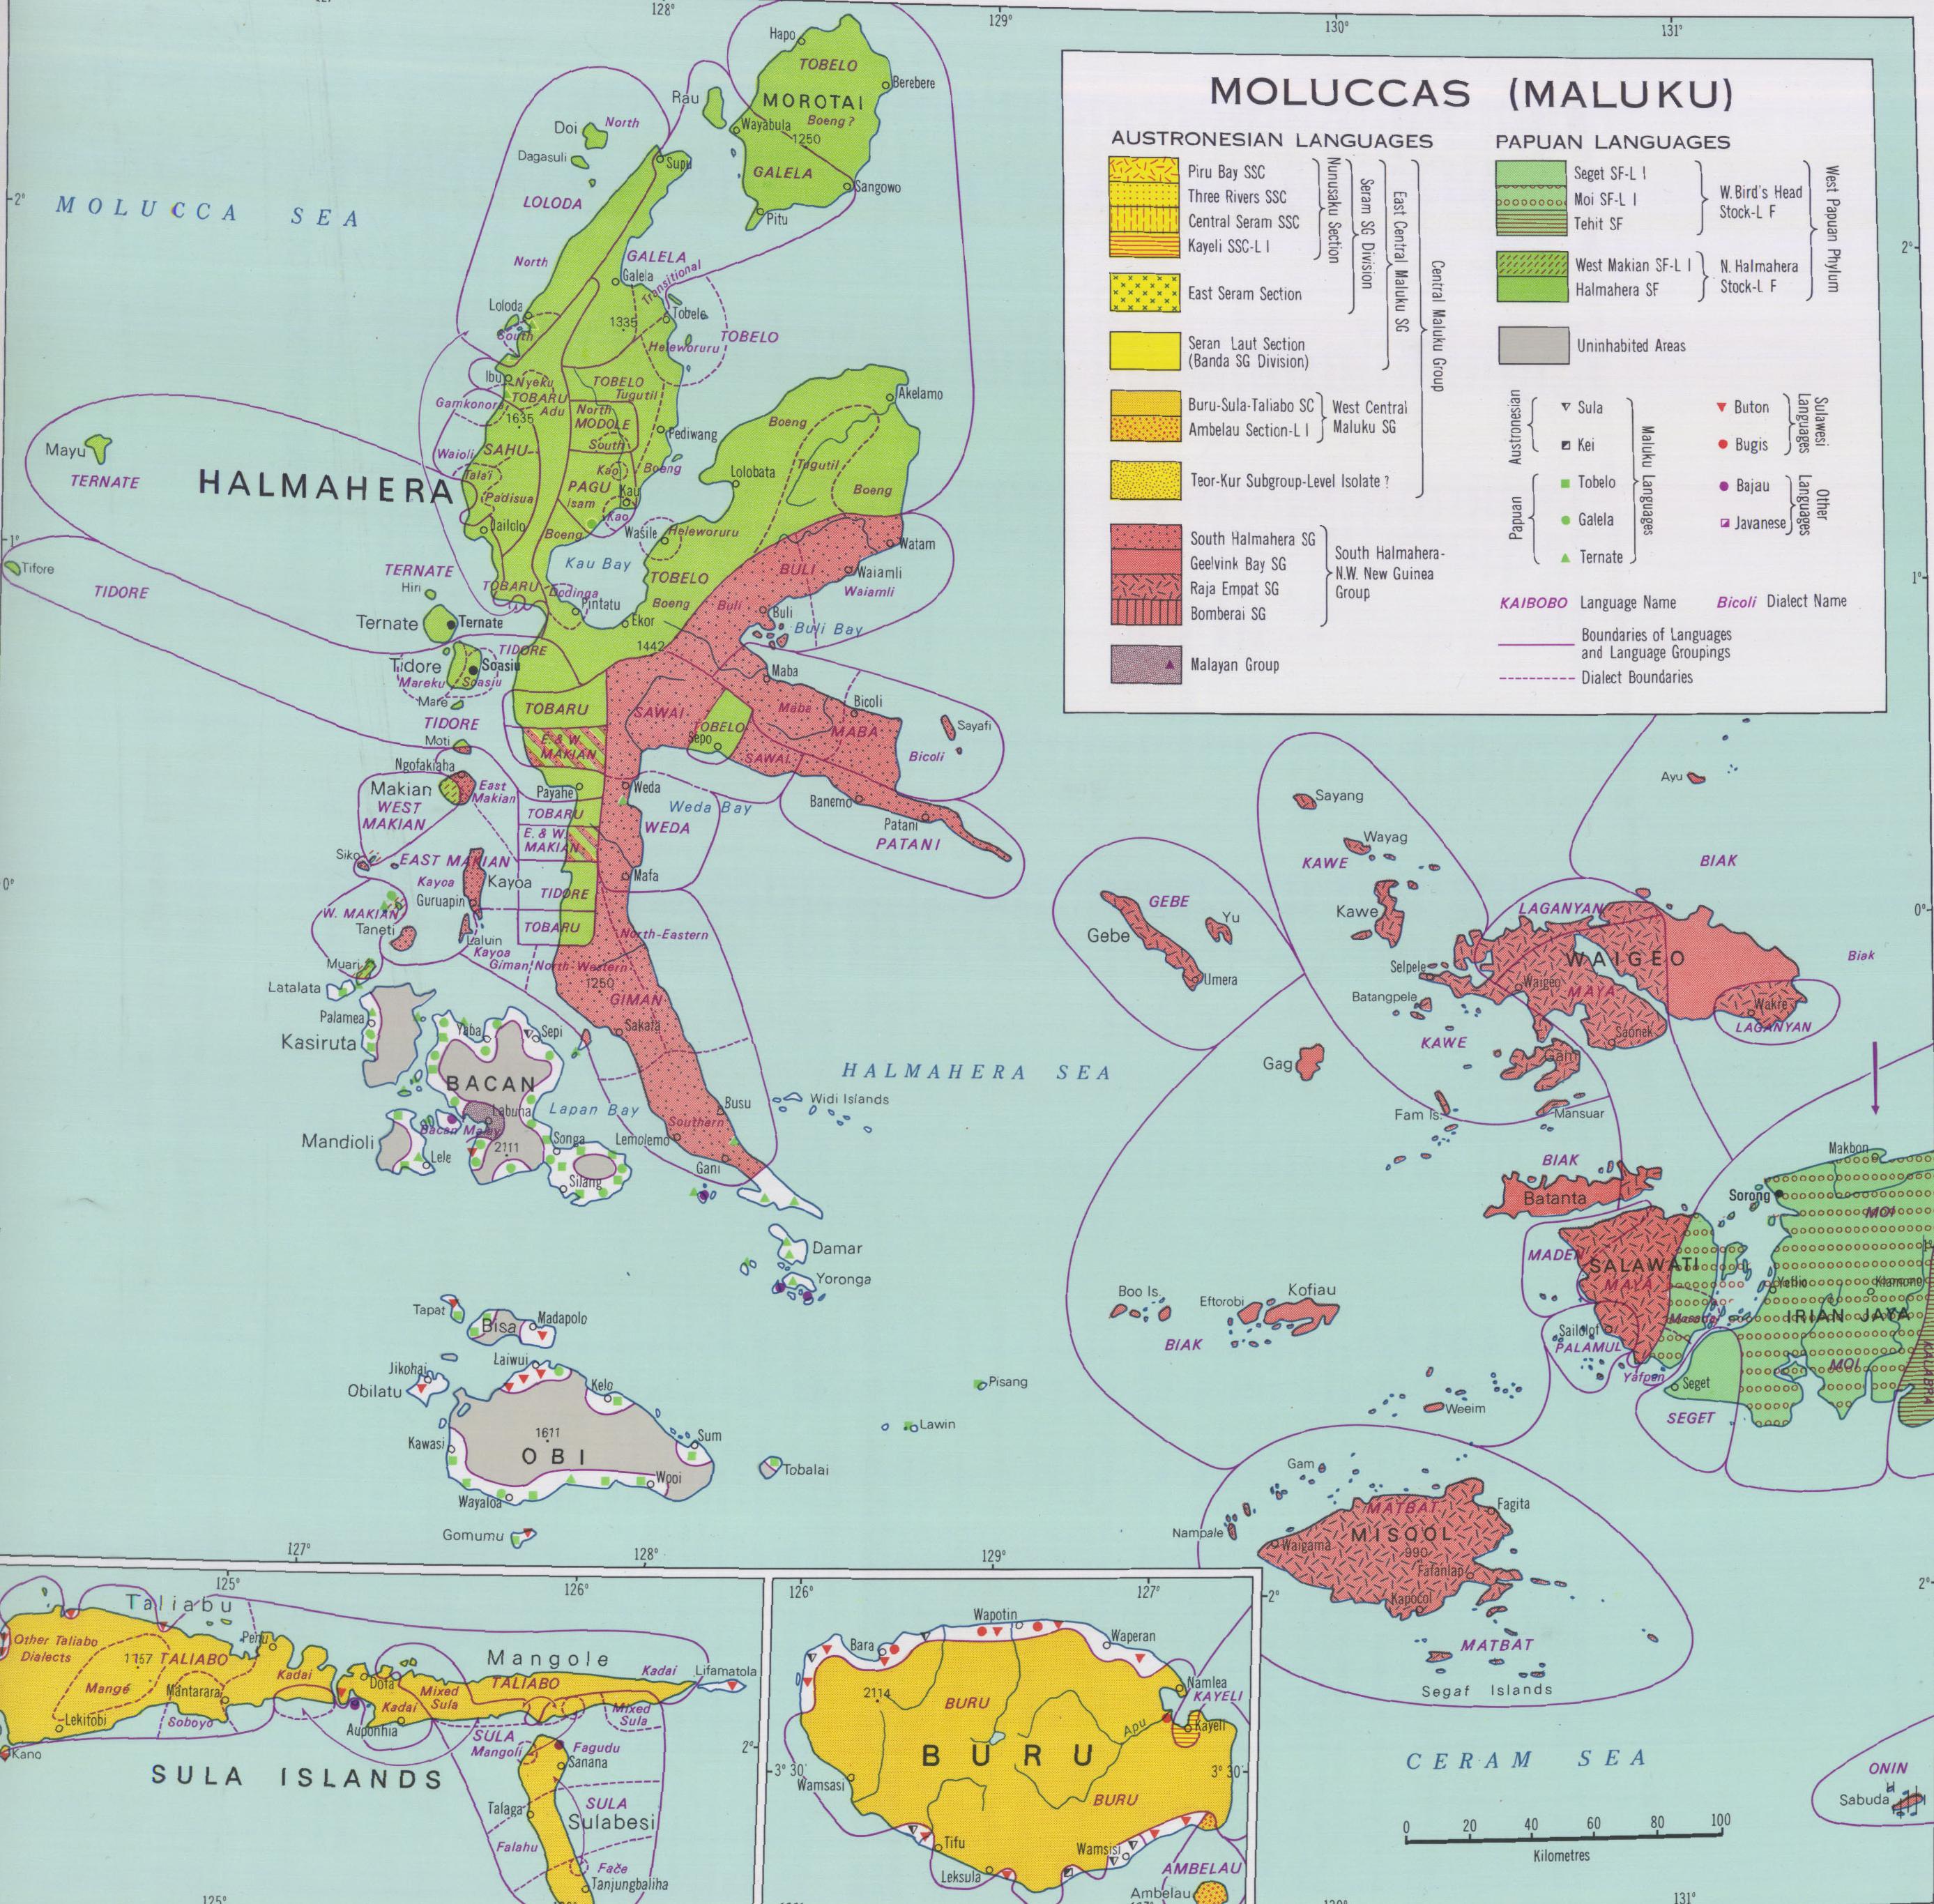 128°
129°
130°
131°
MOLUCCAS (MALUKU)
AUSTRONESIAN LANGUAGES
Piru Bay SSC
Three Rivers SSC
Central Seram SSC
Kayeli SSC-L I
Nunusaku Section
East Seram Section
Seram SG Division
Seran Laut Section
(Banda SG Division)
East Central Maluku SG
Buru-Sula-Taliabo SC
Ambelau Section-L I
West Central
Maluku SG
Teor-Kur Subgroup-Level Isolate ?
Central Maluku Group
South Halmahera SG
Geelvink Bay SG
Raja Empat SG
Bomberai SG
South Halmahera-
N.W. New Guinea
Group
Malayan Group
PAPUAN LANGUAGES
Seget SF-L I
Moi SF-L I
Tehit SF
W. Bird's Head
Stock-L F
West Makian SF-L I
Halmahera SF
N. Halmahera
Stock-L F
West Papuan Phylum
Uninhabited Areas
Austronesian
Sula
Kei
Papuan
Tobelo
Galela
Ternate
Maluku Languages
Buton
Bugis
Sulawesi
Languages
Bajau
Javanese
Other
Languages
KAIBOBO Language Name
Bicoli Dialect Name
Boundaries of Languages
and Language Groupings
Dialect Boundaries
MOLUCCA SEA
2°
1°
0°
Hapo
TOBELO
Berebere
MOROTAI
Boeng ?
Rau
Wayabula
1250
GALELA
Sangowo
Pitu
Doi
North
Dagasuli
Supu
LOLODA
North
GALELA
Galela
Transitional
Loloda
South
1335
Tobelo
TOBELO
Heleworuru
Ibu
Nyeku
TOBARU
Adu
TOBELO
Tugutil
Gamkonora
1635
North
MODOLE
South
Pediwang
Akelamo
Boeng
Tugutil
Boeng
Lolobata
Mayu
TERNATE
HALMAHERA
Waioli
SAHU
Tala'i
Padisua
Kao
Boeng
PAGU
Isam
Kau
Kao
Jailolo
Boeng
Wasile
Heleworuru
Kau Bay
TOBELO
Boeng
Watam
BULI
Waiamli
Waiamli
Buli
Buli
Buli Bay
Tifore
TIDORE
TERNATE
Hiri
TOBARU
Dodinga
Pintatu
Ekor
1442
Ternate
Ternate
TIDORE
Tidore
Soasiu
Mareku
Soasiu
Mare
TIDORE
Moti
Maba
Bicoli
Sayafi
Maba
MABA
Bicoli
TOBARU
SAWAI
TOBELO
Sepo
SAWAI
E. & W.
MAKIAN
Ngofakiaha
Makian
East
Makian
WEST
MAKIAN
Payahe
Weda
Weda Bay
WEDA
Banemo
Patani
PATANI
TOBARU
E. & W.
MAKIAN
Siko
EAST MAKIAN
Kayoa
Kayoa
Guruapin
Mafa
TIDORE
W. MAKIAN
Taneti
Laluin
Kayoa
TOBARU
North-Eastern
Giman
North-Western
Muari
Latalata
1250
GIMAN
Sakafa
Palamea
Kasiruta
Yaba
Sepi
BACAN
Labuna
Bacan Malay
Lapan Bay
Mandioli
Lele
2111
Songa
Silang
Busu
Southern
Lemolemo
Gani
Widi Islands
HALMAHERA SEA
Damar
Yoronga
Tapat
Bisa
Madapolo
Jikohai
Obilatu
Laiwui
Kelo
1611
OBI
Kawasi
Sum
Wooi
Wayaloa
Gomumu
Tobalai
Pisang
Lawin
Ayu
Sayang
Wayag
KAWE
Kawe
BIAK
GEBE
Yu
Gebe
Umera
LAGANYAN
WAIGEO
Biak
Selpele
Waigeo
MAYA
Batangpele
Wakre
LAGANYAN
Saonek
KAWE
Gam
Gag
Fam Is.
Mansuar
BIAK
Batanta
Makbon
Sorong
MOI
MADEN
SALAWATI
MAYA
Yeflio
Klamono
IRIAN JAYA
MOI
Sailolof
PALAMUL
Yafpan
Seget
SEGET
Boo Is.
Eftorobi
Kofiau
BIAK
Weeim
Gam
Nampale
MATBAT
Fagita
MISOOL
Waigama
990
Fafanlap
Kapocol
MATBAT
Segaf Islands
CERAM SEA
ONIN
Sabuda
0 20 40 60 80 100
Kilometres
127°
128°
129°
125°
126°
Taliabu
Other Taliabo
Dialects
1157
TALIABO
Penu
Mangé
Mantararai
Kadai
Lekitobi
Soboyo
Kano
Dofa
Mangole
TALIABO
Kadai
Lifamatola
Mixed
Sula
Kadai
Auponhia
SULA
Mangoli
Mixed
Sula
Fagudu
Sanana
SULA ISLANDS
Talaga
SULA
Sulabesi
Falahu
Fače
Tanjungbaliha
2°
125°
126°
127°
Wapotin
Bara
Waperan
2114
BURU
Namlea
KAYELI
Kayeli
Apu
BURU
3° 30'
3° 30'
Wamsasi
BURU
Tifu
Wamsisi
Leksula
AMBELAU
Ambelau
131°